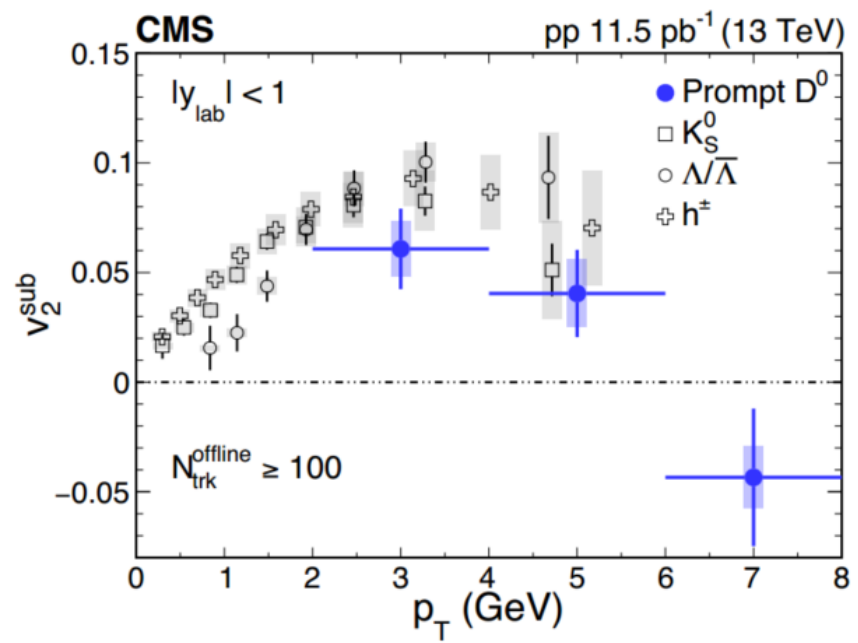 CMS pp 11.5 pb⁻¹ (13 TeV)
0.15
|y_lab| < 1
Prompt D⁰
K⁰_S
Λ/Λ̅
h±
0.1
0.05
v₂^sub
0
N_trk^offline ≥ 100
−0.05
0 1 2 3 4 5 6 7 8
p_T (GeV)